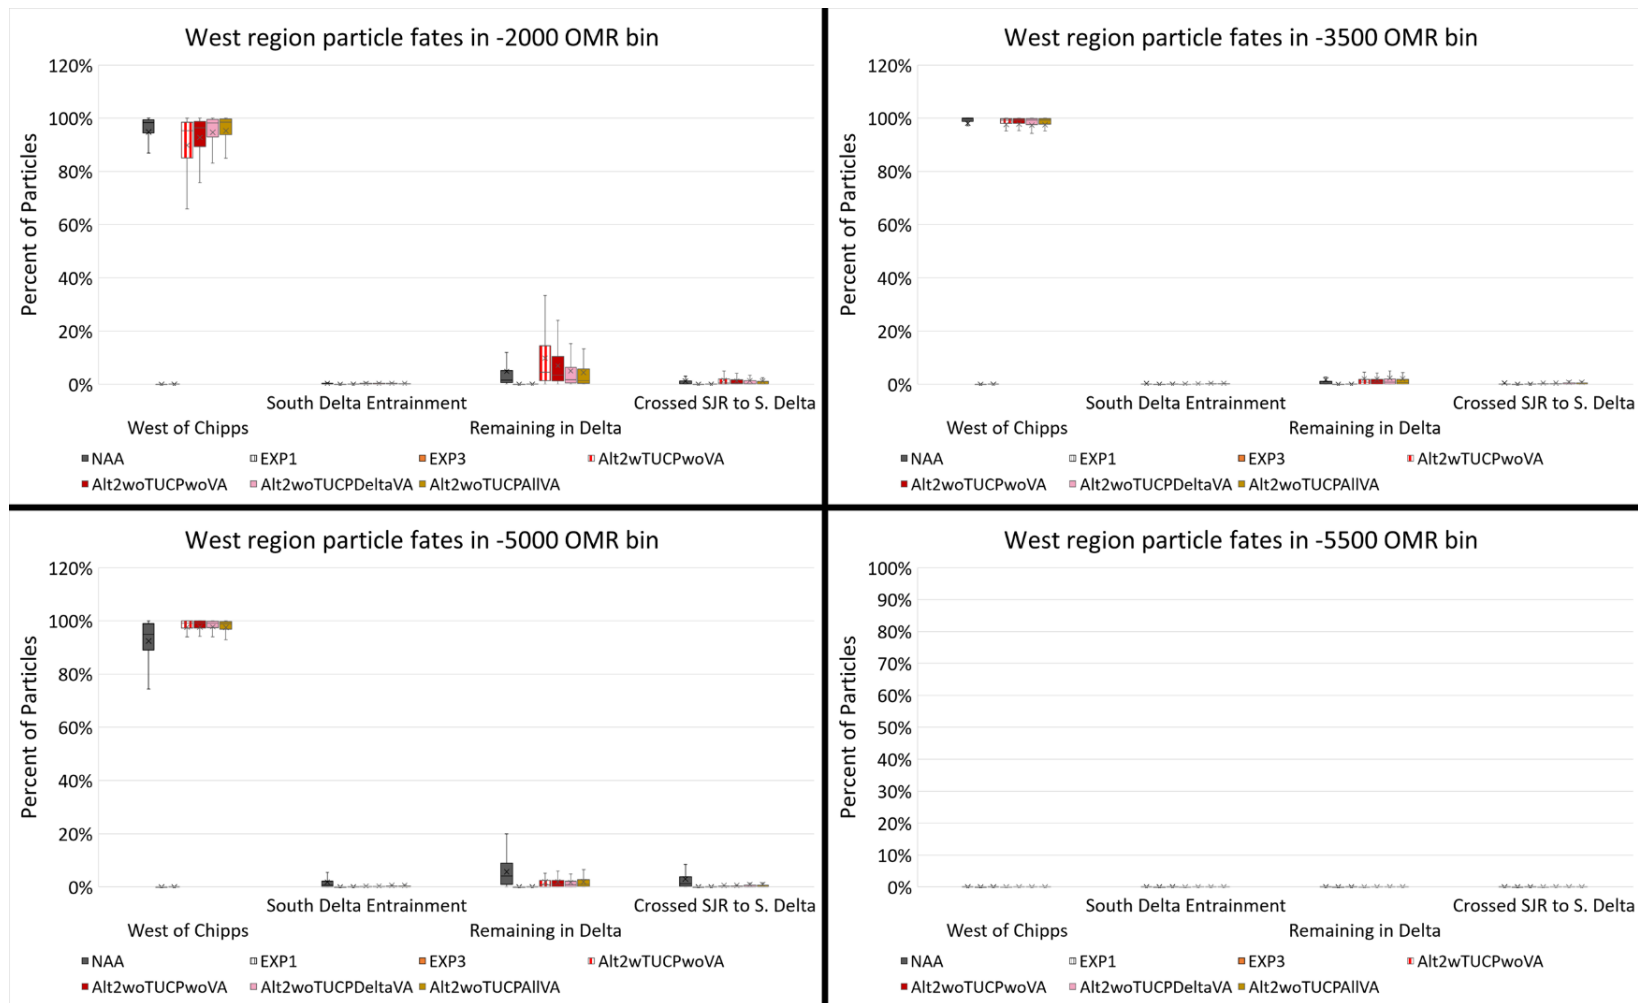 West region particle fates in -2000 OMR bin
120%
100%
80%
60%
40%
20%
0%
Percent of Particles
South Delta Entrainment
Crossed SJR to S. Delta
West of Chipps
Remaining in Delta
NAA
EXP1
EXP3
Alt2wTUCPwoVA
Alt2woTUCPwoVA
Alt2woTUCPDeltaVA
Alt2woTUCPAllVA
West region particle fates in -3500 OMR bin
120%
100%
80%
60%
40%
20%
0%
Percent of Particles
South Delta Entrainment
Crossed SJR to S. Delta
West of Chipps
Remaining in Delta
NAA
EXP1
EXP3
Alt2wTUCPwoVA
Alt2woTUCPwoVA
Alt2woTUCPDeltaVA
Alt2woTUCPAllVA
West region particle fates in -5000 OMR bin
120%
100%
80%
60%
40%
20%
0%
Percent of Particles
South Delta Entrainment
Crossed SJR to S. Delta
West of Chipps
Remaining in Delta
NAA
EXP1
EXP3
Alt2wTUCPwoVA
Alt2woTUCPwoVA
Alt2woTUCPDeltaVA
Alt2woTUCPAllVA
West region particle fates in -5500 OMR bin
100%
90%
80%
70%
60%
50%
40%
30%
20%
10%
0%
Percent of Particles
South Delta Entrainment
Crossed SJR to S. Delta
West of Chipps
Remaining in Delta
NAA
EXP1
EXP3
Alt2wTUCPwoVA
Alt2woTUCPwoVA
Alt2woTUCPDeltaVA
Alt2woTUCPAllVA